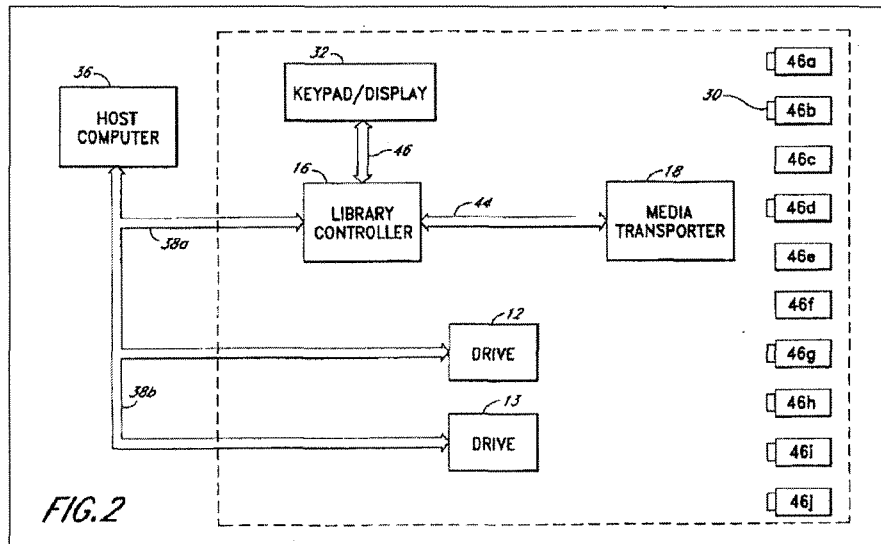 36
HOST
COMPUTER
32
KEYPAD/DISPLAY
46
16
LIBRARY
CONTROLLER
38a
44
18
MEDIA
TRANSPORTER
12
DRIVE
38b
13
DRIVE
30
46a
46b
46c
46d
46e
46f
46g
46h
46i
46j
FIG.2